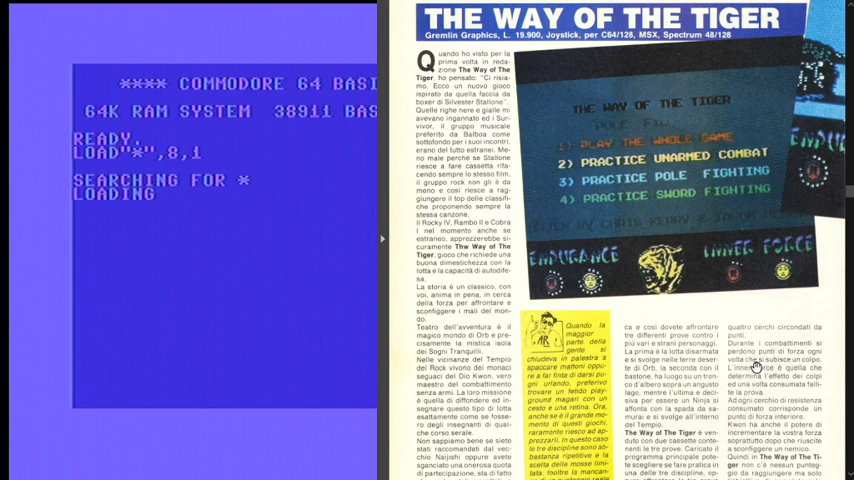 **** COMMODORE 64 BASI
64K RAM SYSTEM 38911 BAS
READY.
LOAD"*",8,1
SEARCHING FOR *
LOADING
THE WAY OF THE TIGER
Gremlin Graphics, L. 19.900, Joystick, per C64/128, MSX, Spectrum 48/128
Quando ho visto per la
prima volta in reda-
zione The Way of The
Tiger, ho pensato: "Ci risia-
mo. Ecco un nuovo gioco
ispirato da quella faccia da
boxer di Silvester Stallone".
Quelle righe nere e gialle mi
avevano ingannato ed i Sur-
vivor, il gruppo musicale
preferito da Balboa come
sottofondo per i suoi incontri,
erano del tutto estranei. Me-
no male perché se Stallone
riesce a fare cassetta rifa-
cendo sempre lo stesso film,
il gruppo rock non gli è da
meno e così riesce a rag-
giungere il top delle classifi-
che proponendo sempre la
stessa canzone.
Il Rocky IV, Rambo II e Cobra
I nel momento anche se
estraneo, apprezzerebbe si-
curamente Thw Way of The
Tiger, gioco che richiede una
buona dimestichezza con la
lotta e la capacità di autodife-
sa.
La storia è un classico, con
voi, anima in pena, in cerca
della forza per affrontare e
sconfiggere i mali del mon-
do.
Teatro dell'avventura è il
magico mondo di Orb e pre-
cisamente la mistica isola
dei Sogni Tranquilli.
Nelle vicinanze del Tempio
del Rock vivono dei monaci
seguaci del Dio Kwon, vero
maestro del combattimento
senza armi. La loro missione
è quella di diffondere ed in-
segnare questo tipo di lotta
esattamente come se fosse-
ro degli insegnanti di qual-
che corso serale.
Non sappiamo bene se siete
stati raccomandati dal vec-
chio Naijishi oppure avete
sganciato una onerosa quota
di partecipazione, sta di fatto
THE WAY OF THE TIGER
1) PLAY THE WHOLE GAME
2) PRACTICE UNARMED COMBAT
3) PRACTICE POLE FIGHTING
4) PRACTICE SWORD FIGHTING
ENDURANCE
INNER FORCE
Quando la
maggior
parte della
gente si
chiudeva in palestra a
spaccare mattoni oppu-
re a far finta di darsi pu-
gni urlando, preferivo
trovare un fetido play-
ground magari con un
cesto e una retina. Ora,
anche se è il gran-
mento di questi giochi,
raramente riesco ad ap-
prezzarli. In questo caso
le tre discipline sono ab-
bastanza ripetitivo e la
scelta delle mosse limi-
tata. Inoltre la mancan-
ca e così dovete affrontare
tre differenti prove contro i
più vari e strani personaggi.
La prima è la lotta disarmata
e si svolge nelle terre deser-
te di Orb, la seconda con il
bastone, ha luogo su un tron-
co d'albero sopra un angusto
lago, mentre l'ultima e deci-
siva per essere un Ninja si
affonta con la spada da sa-
murai e si svolge all'interno
del Tempio.
The Way of The Tiger è ven-
duto con due cassette conte-
nenti le tre prove. Caricato il
programma principale pote-
te scegliere se fare pratica in
una delle tre discipline, op-
quattro cerchi circondati da
punti.
Durante i combattimenti si
perdono punti di forza ogni
volta che si subisce un colpo.
determina l'effetto dei colpi
ed una volta consumata falli-
te la prova.
Ad ogni cerchio di resistenza
consumato corrisponde un
punto di forza interiore.
Kwon ha anche il potere di
incrementare la vostra forza
soprattutto dopo che riuscite
a sconfiggere un nemico.
Quindi in The Way of The Ti-
ger non c'è nessun punteg-
gio da raggiungere ma solo